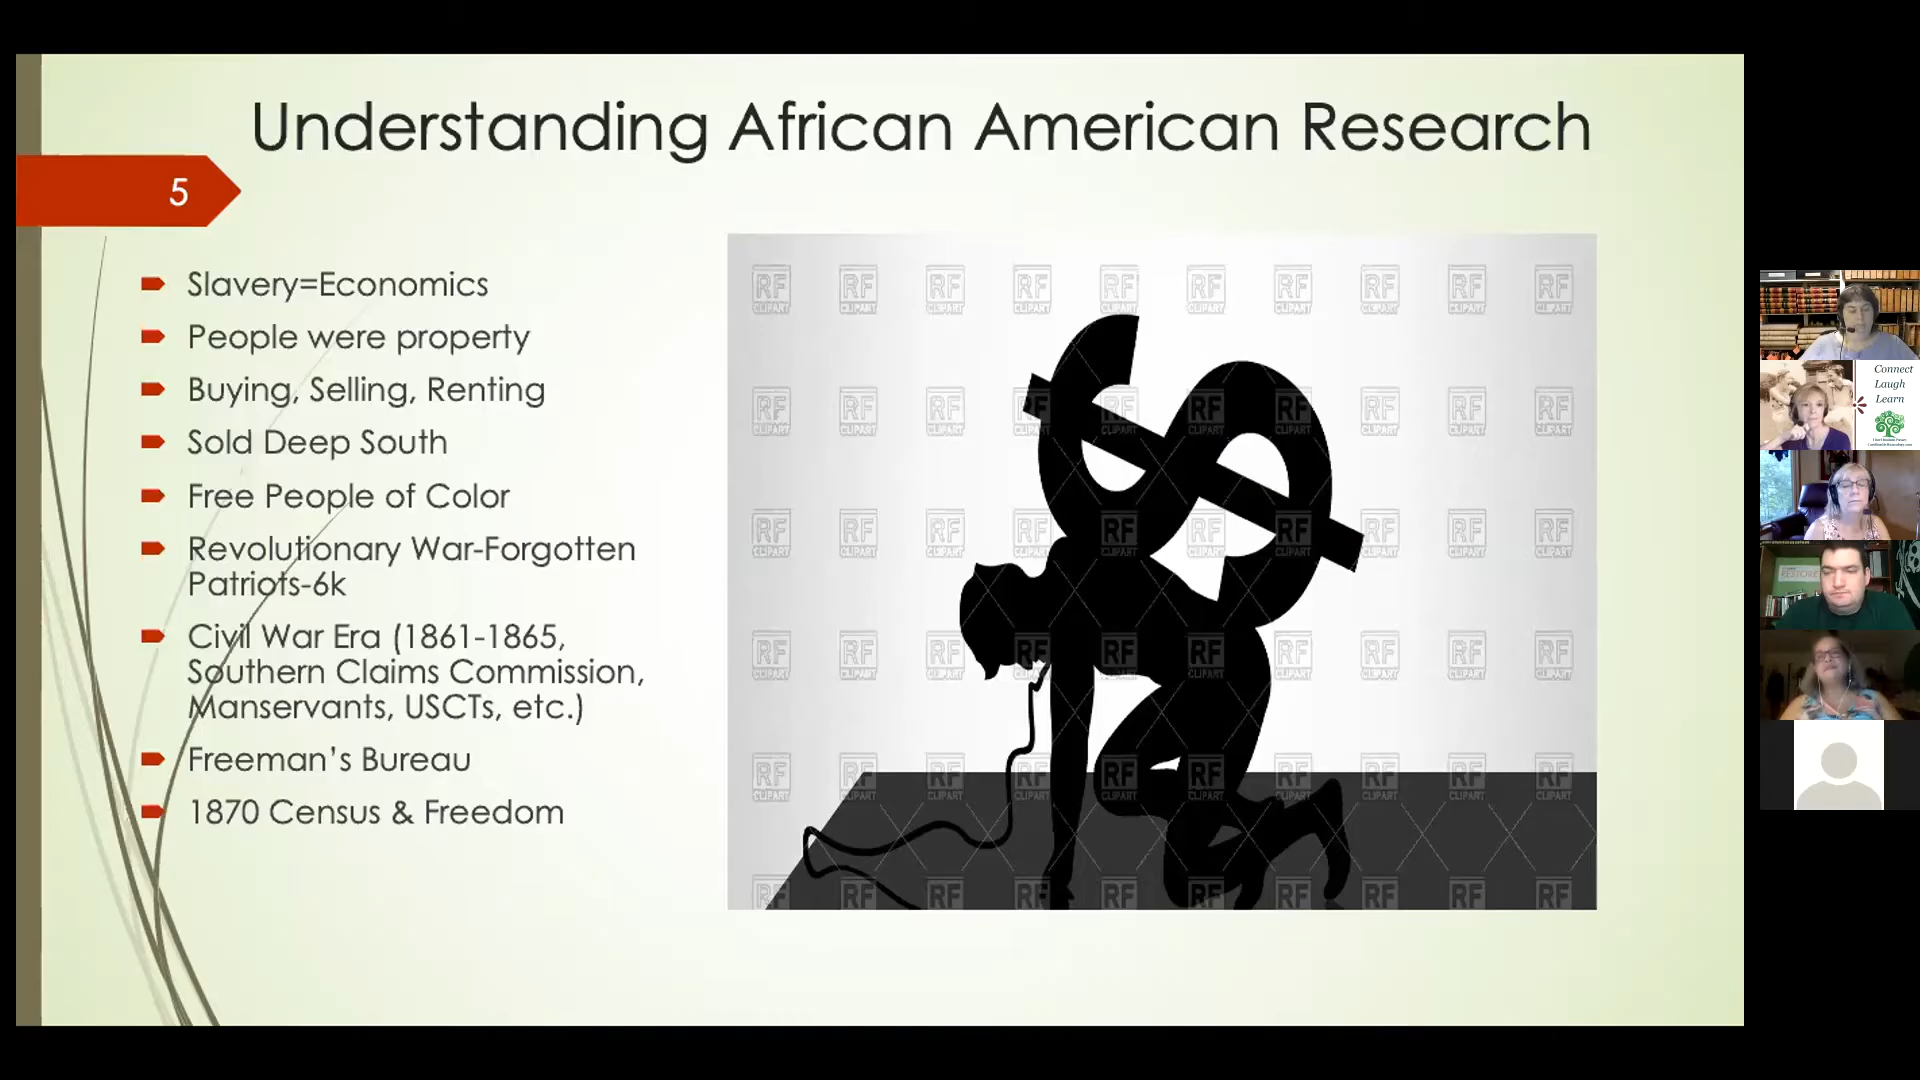 Understanding African American Research
5
Slavery=Economics
People were property
Buying, Selling, Renting
Sold Deep South
Free People of Color
Revolutionary War-Forgotten
Patriots-6k
Civil War Era (1861-1865,
Southern Claims Commission,
Manservants, USCTs, etc.)
Freeman’s Bureau
1870 Census & Freedom
RF
CLIPART
Connect
Laugh
Learn
RESTORE